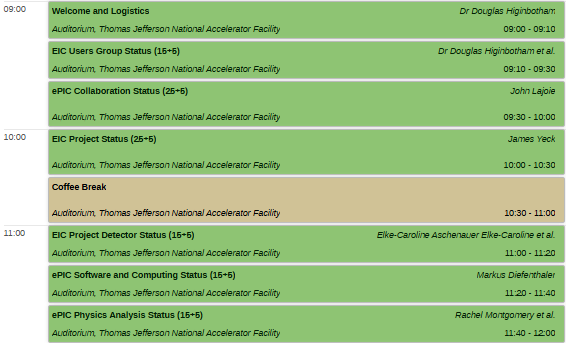 09:00
Welcome and Logistics Dr Douglas Higinbotham
Auditorium, Thomas Jefferson National Accelerator Facility 09:00 - 09:10
EIC Users Group Status (15+5) Dr Douglas Higinbotham et al.
Auditorium, Thomas Jefferson National Accelerator Facility 09:10 - 09:30
ePIC Collaboration Status (25+5) John Lajoie
Auditorium, Thomas Jefferson National Accelerator Facility 09:30 - 10:00
10:00
EIC Project Status (25+5) James Yeck
Auditorium, Thomas Jefferson National Accelerator Facility 10:00 - 10:30
Coffee Break
Auditorium, Thomas Jefferson National Accelerator Facility 10:30 - 11:00
11:00
EIC Project Detector Status (15+5) Elke-Caroline Aschenauer Elke-Caroline et al.
Auditorium, Thomas Jefferson National Accelerator Facility 11:00 - 11:20
ePIC Software and Computing Status (15+5) Markus Diefenthaler
Auditorium, Thomas Jefferson National Accelerator Facility 11:20 - 11:40
ePIC Physics Analysis Status (15+5) Rachel Montgomery et al.
Auditorium, Thomas Jefferson National Accelerator Facility 11:40 - 12:00